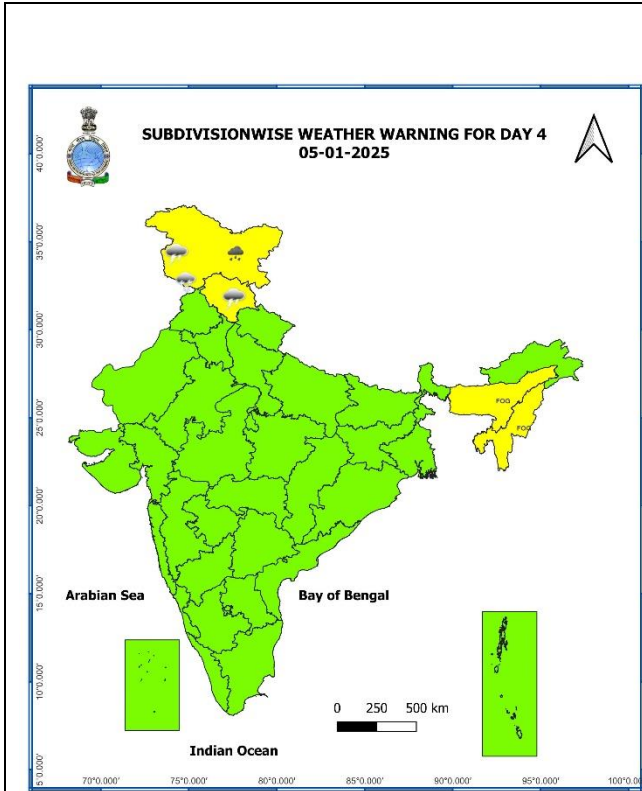 SUBDIVISIONWISE WEATHER WARNING FOR DAY 4
05-01-2025
40°0.000'
35°0.000'
30°0.000'
25°0.000'
20°0.000'
15°0.000'
10°0.000'
5°0.000'
FOG
FOG
Arabian Sea
Bay of Bengal
0 250 500 km
Indian Ocean
70°0.000' 75°0.000' 80°0.000' 85°0.000' 90°0.000' 95°0.000' 100°0.0